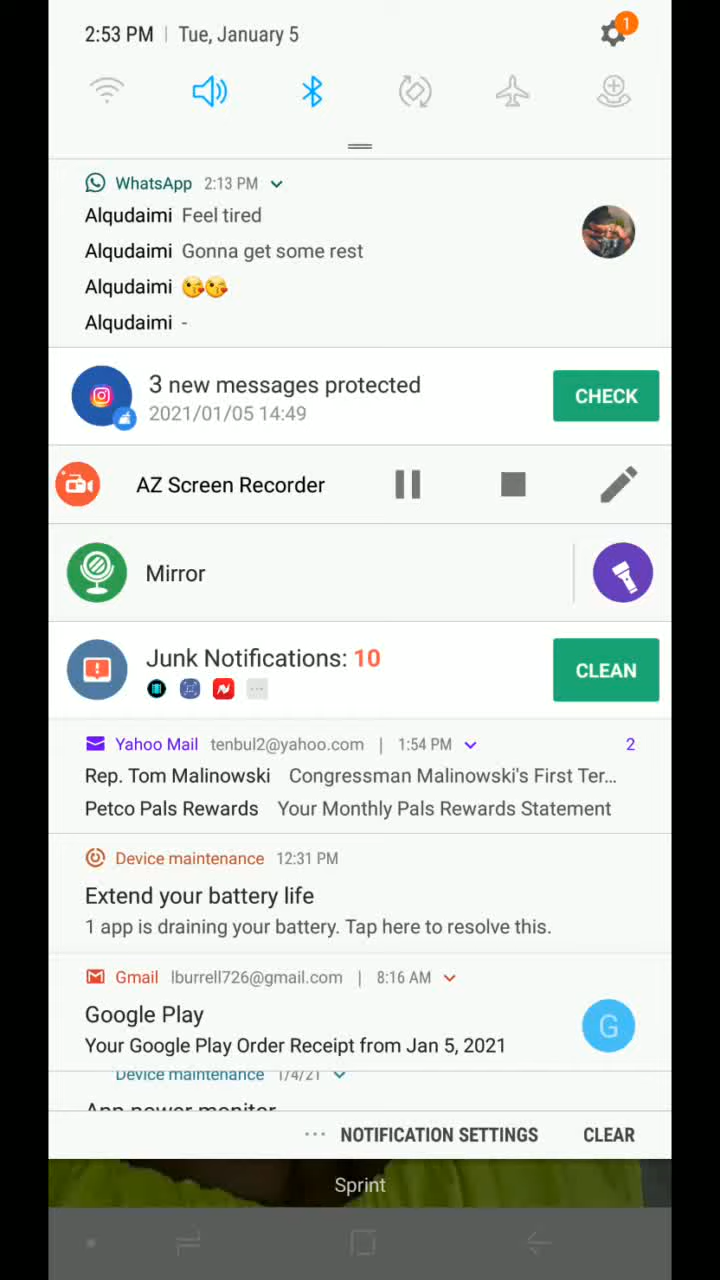 2:53 PM | Tue, January 5
1
WhatsApp 2:13 PM
Alqudaimi Feel tired
Alqudaimi Gonna get some rest
Alqudaimi 😘😘
Alqudaimi -
3 new messages protected
2021/01/05 14:49
CHECK
AZ Screen Recorder
Mirror
Junk Notifications: 10
CLEAN
Yahoo Mail tenbul2@yahoo.com | 1:54 PM 2
Rep. Tom Malinowski Congressman Malinowski's First Ter...
Petco Pals Rewards Your Monthly Pals Rewards Statement
Device maintenance 12:31 PM
Extend your battery life
1 app is draining your battery. Tap here to resolve this.
Gmail lburrell726@gmail.com | 8:16 AM
Google Play
Your Google Play Order Receipt from Jan 5, 2021
G
Device maintenance 1/4/21
App power monitor
... NOTIFICATION SETTINGS CLEAR
Sprint